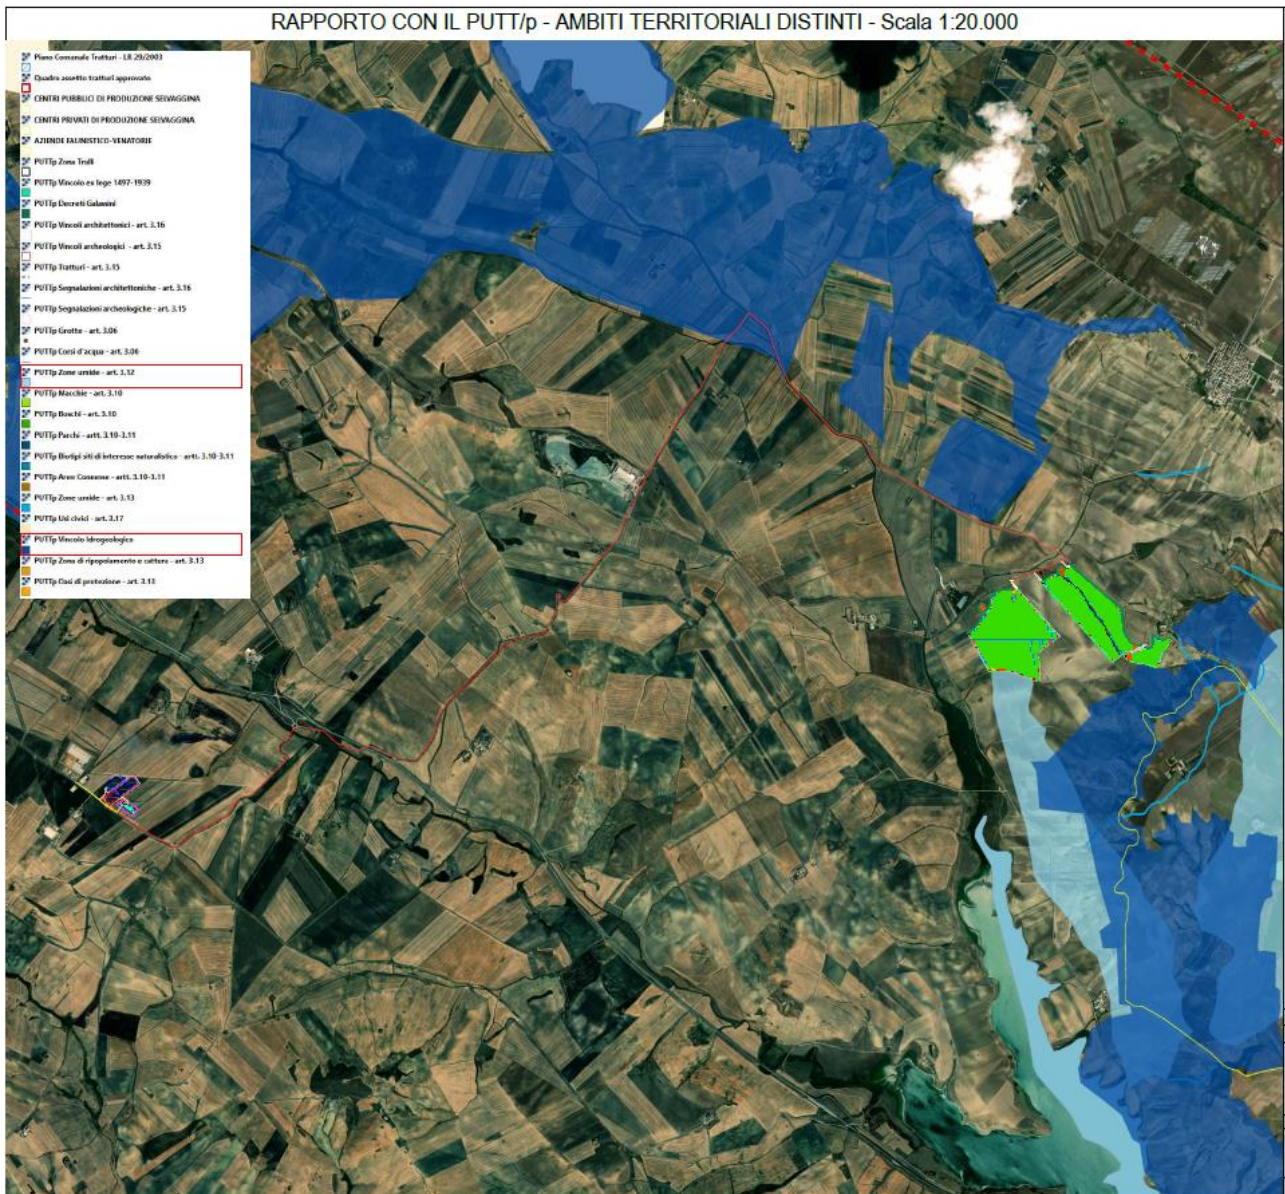 RAPPORTO CON IL PUTT/p - AMBITI TERRITORIALI DISTINTI - Scala 1:20.000
Piano Comunale Tratturi - LR 29/2003
Quadro assetto tratturi approvato
CENTRI PUBBLICI DI PRODUZIONE SELVAGGINA
CENTRI PRIVATI DI PRODUZIONE SELVAGGINA
AZIENDE FAUNISTICO-VENATORIE
PUTTp Zona Trulli
PUTTp Vincolo ex lege 1497-1939
PUTTp Decreti Galassini
PUTTp Vincoli architettonici - art. 3.16
PUTTp Vincoli archeologici - art. 3.15
PUTTp Tratturi - art. 3.15
PUTTp Segnalazioni architettoniche - art. 3.16
PUTTp Segnalazioni archeologiche - art. 3.15
PUTTp Grotte - art. 3.06
PUTTp Corsi d'acqua - art. 3.06
PUTTp Zone umide - art. 3.12
PUTTp Macchie - art. 3.10
PUTTp Boschi - art. 3.10
PUTTp Parchi - artt. 3.10-3.11
PUTTp Biotipi siti di interesse naturalistico - artt. 3.10-3.11
PUTTp Aree Connesse - artt. 3.10-3.11
PUTTp Zone umide - art. 3.13
PUTTp Usi civici - art. 3.17
PUTTp Vincolo Idrogeologico
PUTTp Zona di ripopolamento e cattura - art. 3.13
PUTTp Oasi di protezione - art. 3.13